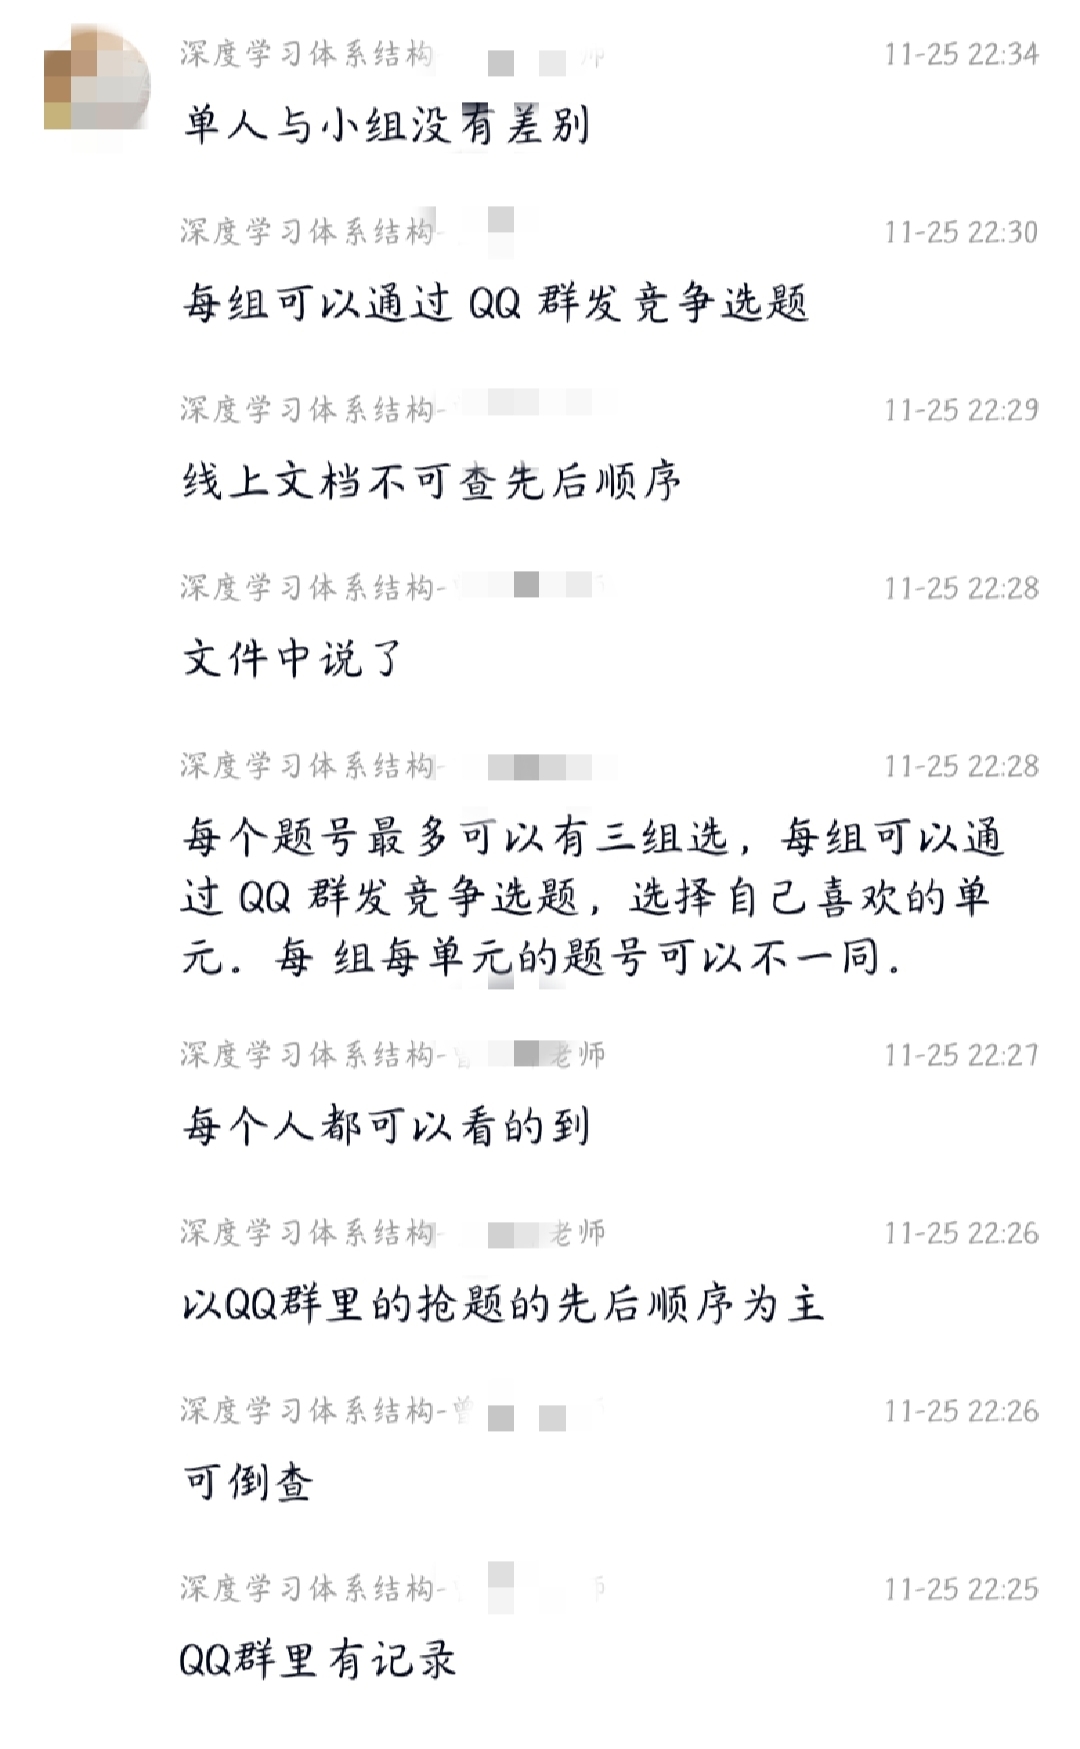 深度学习体系结构
11-25 22:34
单人与小组没有差别
深度学习体系结构-
11-25 22:30
每组可以通过 QQ 群发竞争选题
深度学习体系结构-
11-25 22:29
线上文档不可查先后顺序
深度学习体系结构-
11-25 22:28
文件中说了
深度学习体系结构-
11-25 22:28
每个题号最多可以有三组选，每组可以通
过 QQ 群发竞争选题，选择自己喜欢的单
元. 每 组每单元的题号可以不一同.
深度学习体系结构- 老师
11-25 22:27
每个人都可以看的到
深度学习体系结构- 老师
11-25 22:26
以QQ群里的抢题的先后顺序为主
深度学习体系结构-
11-25 22:26
可倒查
深度学习体系结构-
11-25 22:25
QQ群里有记录